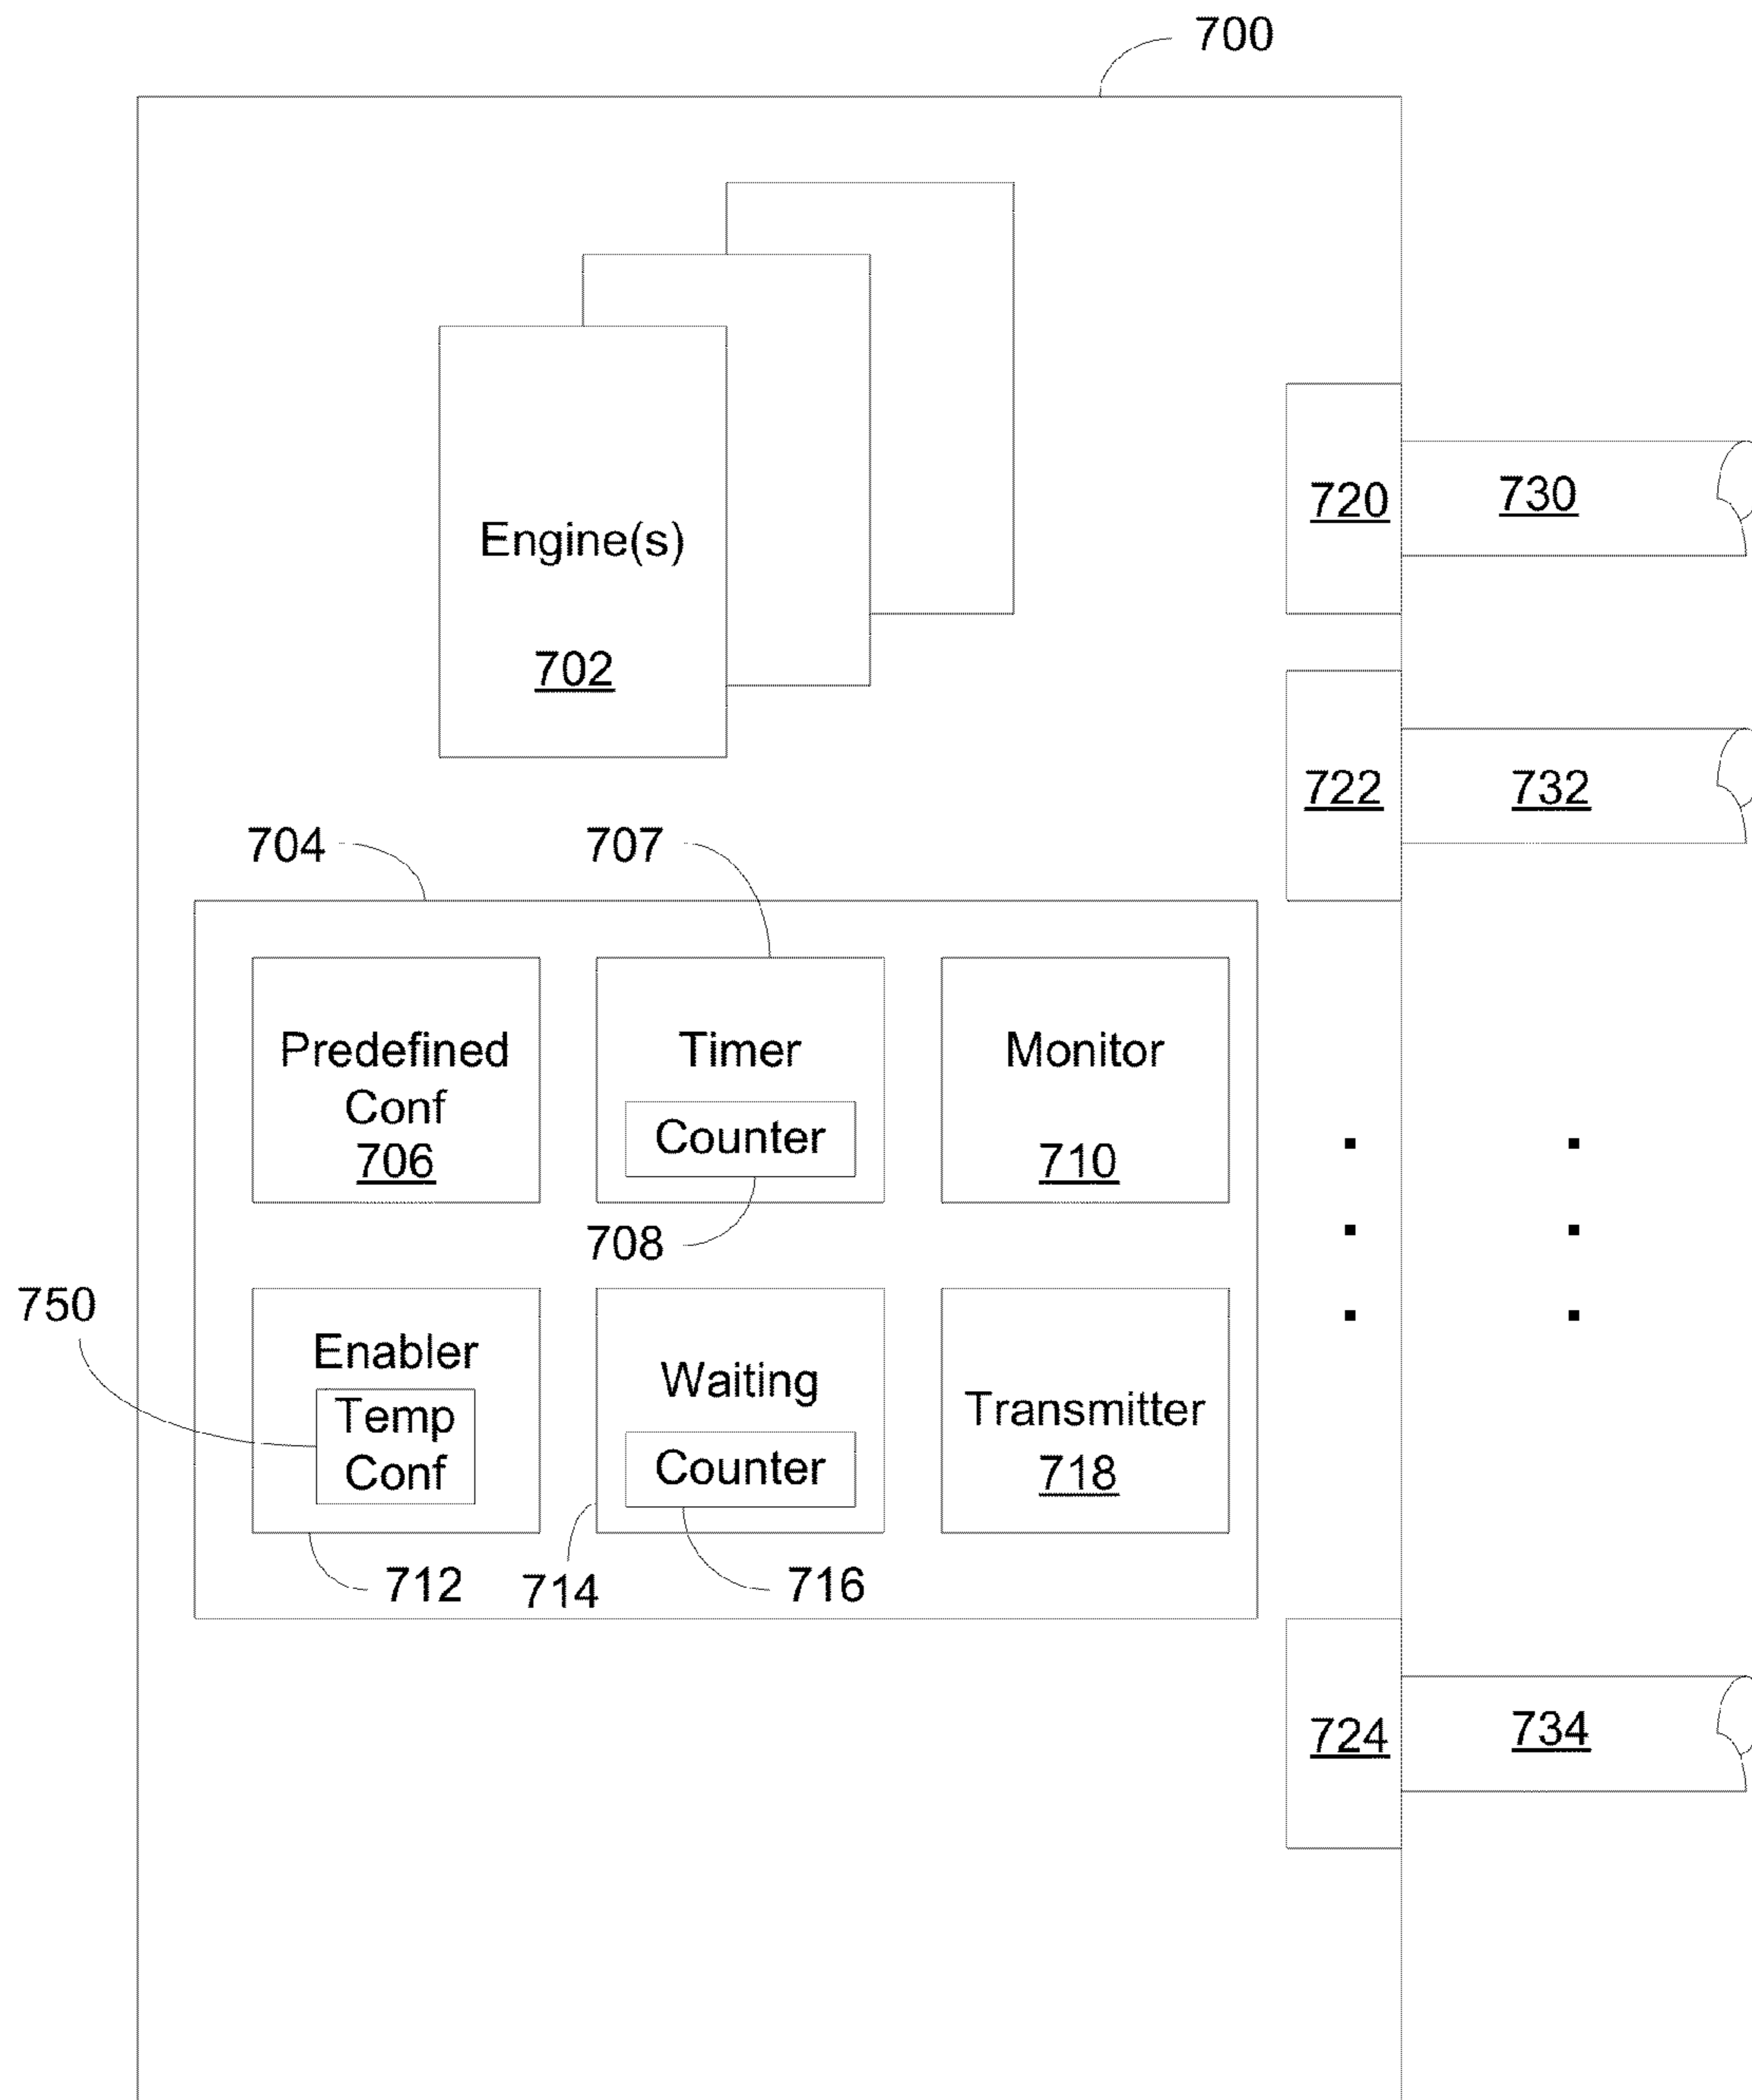 700
Engine(s)
702
720
730
722
732
704
707
Predefined
Conf
706
Timer
Counter
708
Monitor
710
750
Enabler
Temp
Conf
712
Waiting
Counter
714
716
Transmitter
718
724
734